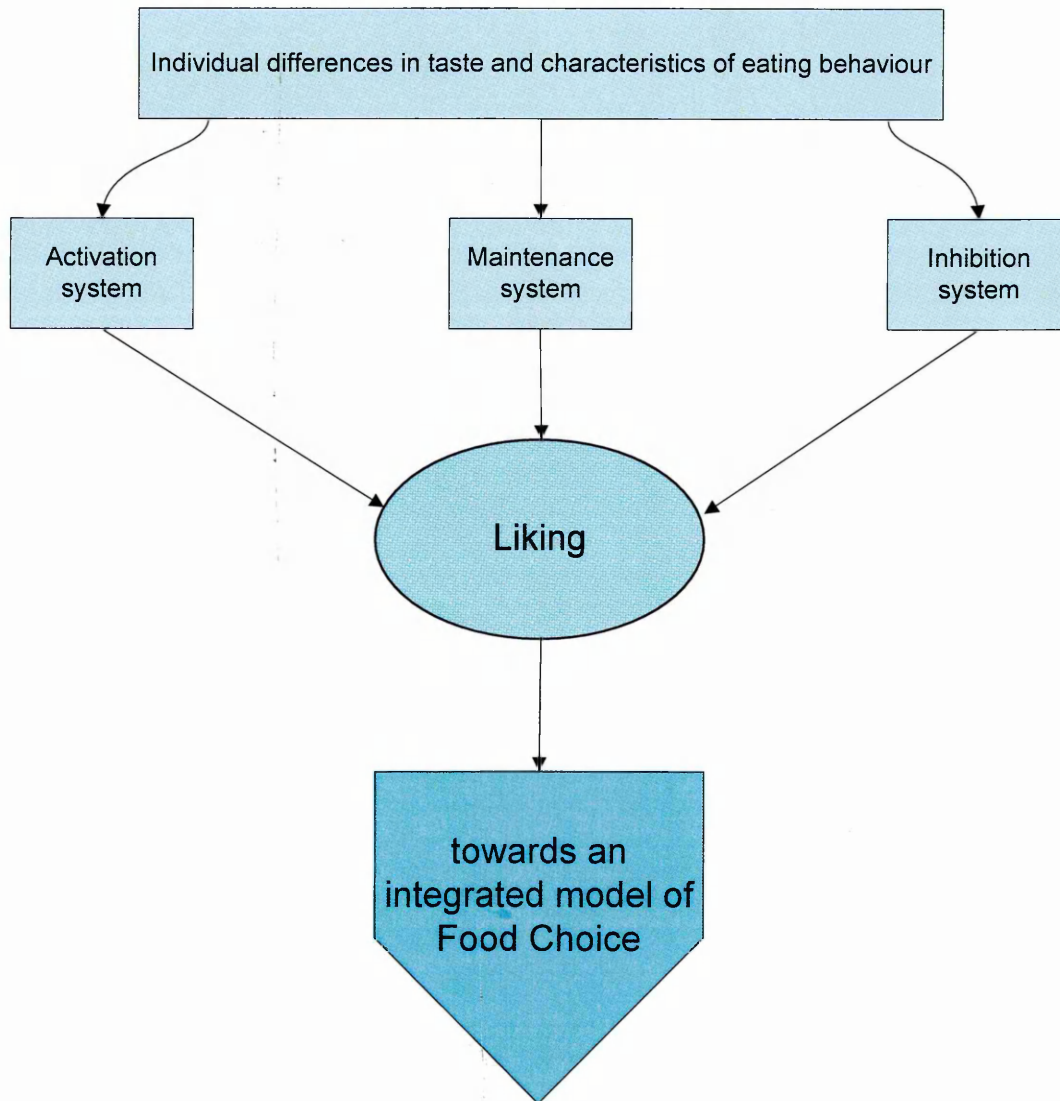 Individual differences in taste and characteristics of eating behaviour
Activation
system
Maintenance
system
Inhibition
system
Liking
towards an
integrated model of
Food Choice